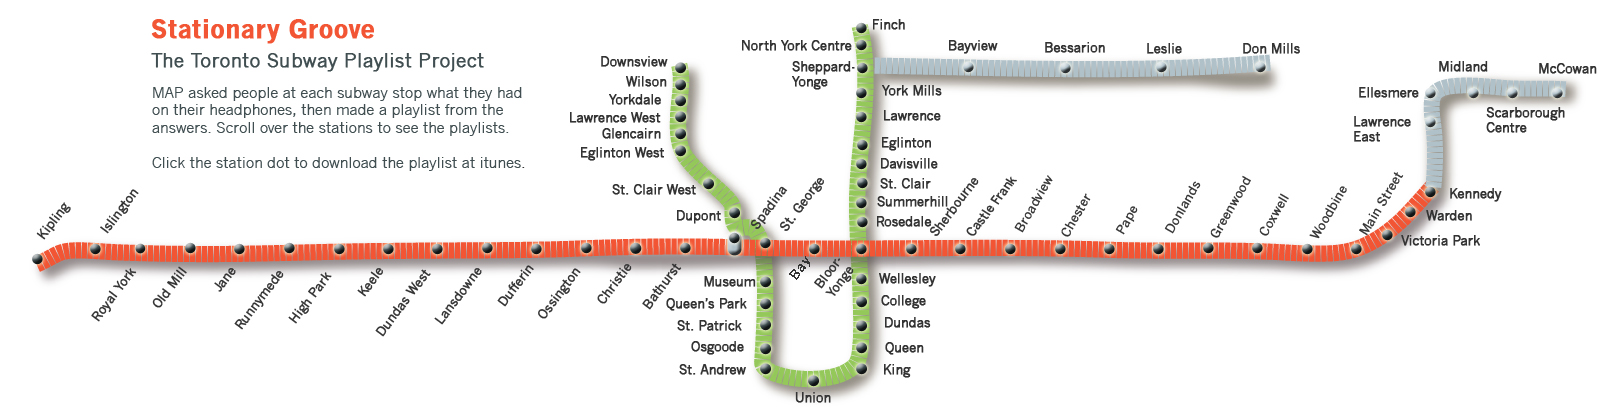 Stationary Groove
The Toronto Subway Playlist Project
MAP asked people at each subway stop what they had
on their headphones, then made a playlist from the
answers. Scroll over the stations to see the playlists.
Click the station dot to download the playlist at itunes.
Finch
North York Centre
Sheppard-
Yonge
Bayview
Bessarion
Leslie
Don Mills
York Mills
Lawrence
Eglinton
Davisville
St. Clair
Summerhill
Rosedale
Downsview
Wilson
Yorkdale
Lawrence West
Glencairn
Eglinton West
St. Clair West
Dupont
Spadina
St. George
Midland
McCowan
Ellesmere
Scarborough
Centre
Lawrence
East
Kennedy
Warden
Victoria Park
Kipling
Islington
Royal York
Old Mill
Jane
Runnymede
High Park
Keele
Dundas West
Lansdowne
Dufferin
Ossington
Christie
Bathurst
Bay
Bloor-
Yonge
Sherbourne
Castle Frank
Broadview
Chester
Pape
Donlands
Greenwood
Coxwell
Woodbine
Main Street
Museum
Queen's Park
St. Patrick
Osgoode
St. Andrew
Union
Wellesley
College
Dundas
Queen
King